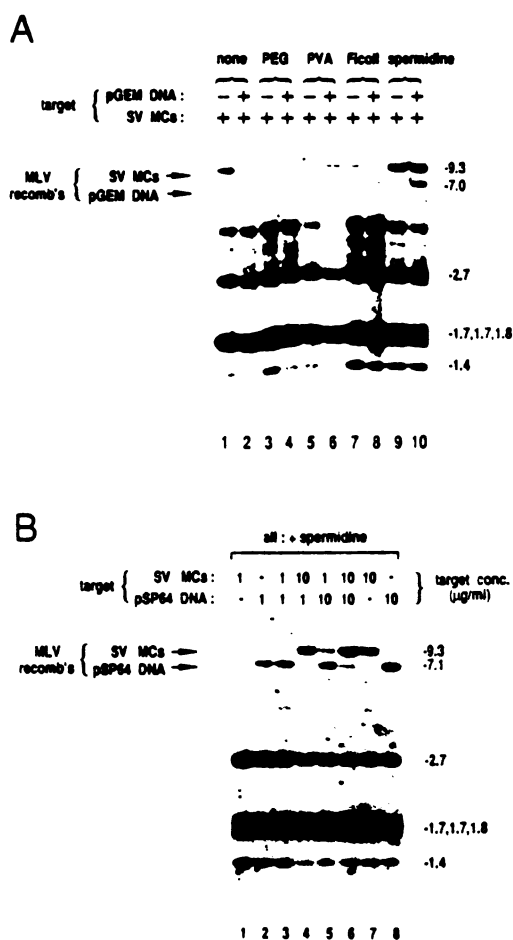 A
none PEG PVA Ficoll spermidine
target { pGEM DNA : - + - + - + - + - +
SV MCs : + + + + + + + + + +
MLV recomb's { SV MCs → -9.3
pGEM DNA → -7.0
-2.7
-1.7,1.7,1.8
-1.4
1 2 3 4 5 6 7 8 9 10
B
all : + spermidine
target { SV MCs : 1 - 1 10 1 10 10 - } target conc.
pSP64 DNA : - 1 1 1 10 10 - 10 (µg/ml)
MLV recomb's { SV MCs → -9.3
pSP64 DNA → -7.1
-2.7
-1.7,1.7,1.8
-1.4
1 2 3 4 5 6 7 8